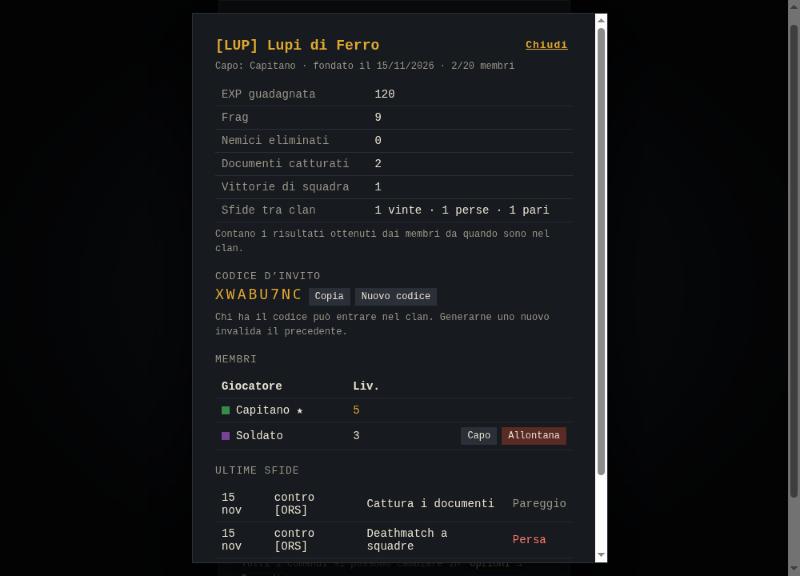 [LUP] Lupi di Ferro
Chiudi
Capo: Capitano · fondato il 15/11/2026 · 2/20 membri
EXP guadagnata 120
Frag 9
Nemici eliminati 0
Documenti catturati 2
Vittorie di squadra 1
Sfide tra clan 1 vinte · 1 perse · 1 pari
Contano i risultati ottenuti dai membri da quando sono nel
clan.
CODICE D’INVITO
XWABU7NC Copia Nuovo codice
Chi ha il codice può entrare nel clan. Generarne uno nuovo
invalida il precedente.
MEMBRI
Giocatore Liv.
Capitano ★ 5
Soldato 3 Capo Allontana
ULTIME SFIDE
15 nov contro [ORS] Cattura i documenti Pareggio
15 nov contro [ORS] Deathmatch a squadre Persa